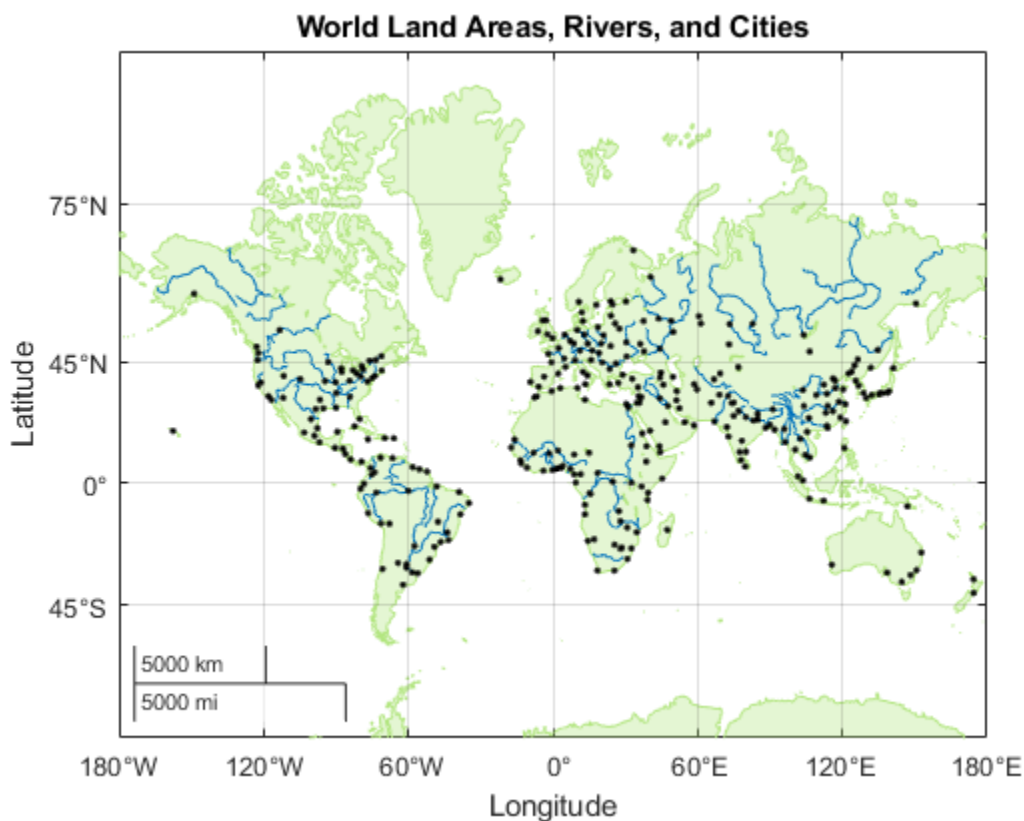 World Land Areas, Rivers, and Cities
75°N
45°N
0°
45°S
Latitude
5000 km
5000 mi
180°W
120°W
60°W
0°
60°E
120°E
180°E
Longitude